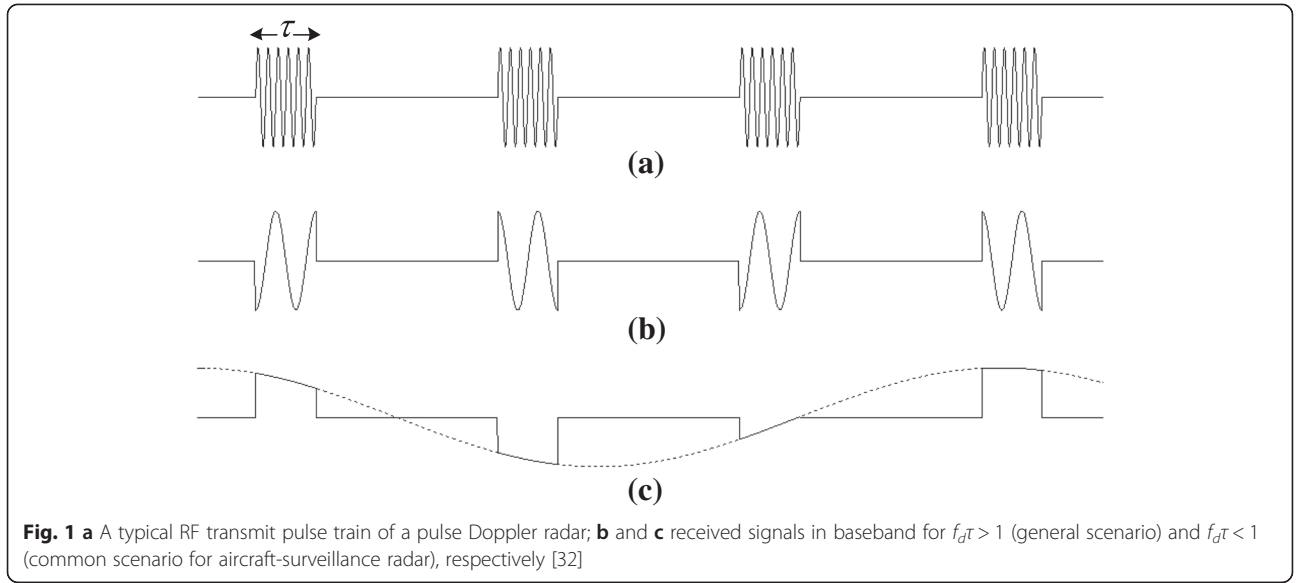 τ
(a)
(b)
(c)
Fig. 1 a A typical RF transmit pulse train of a pulse Doppler radar; b and c received signals in baseband for f_dτ > 1 (general scenario) and f_dτ < 1
(common scenario for aircraft-surveillance radar), respectively [32]